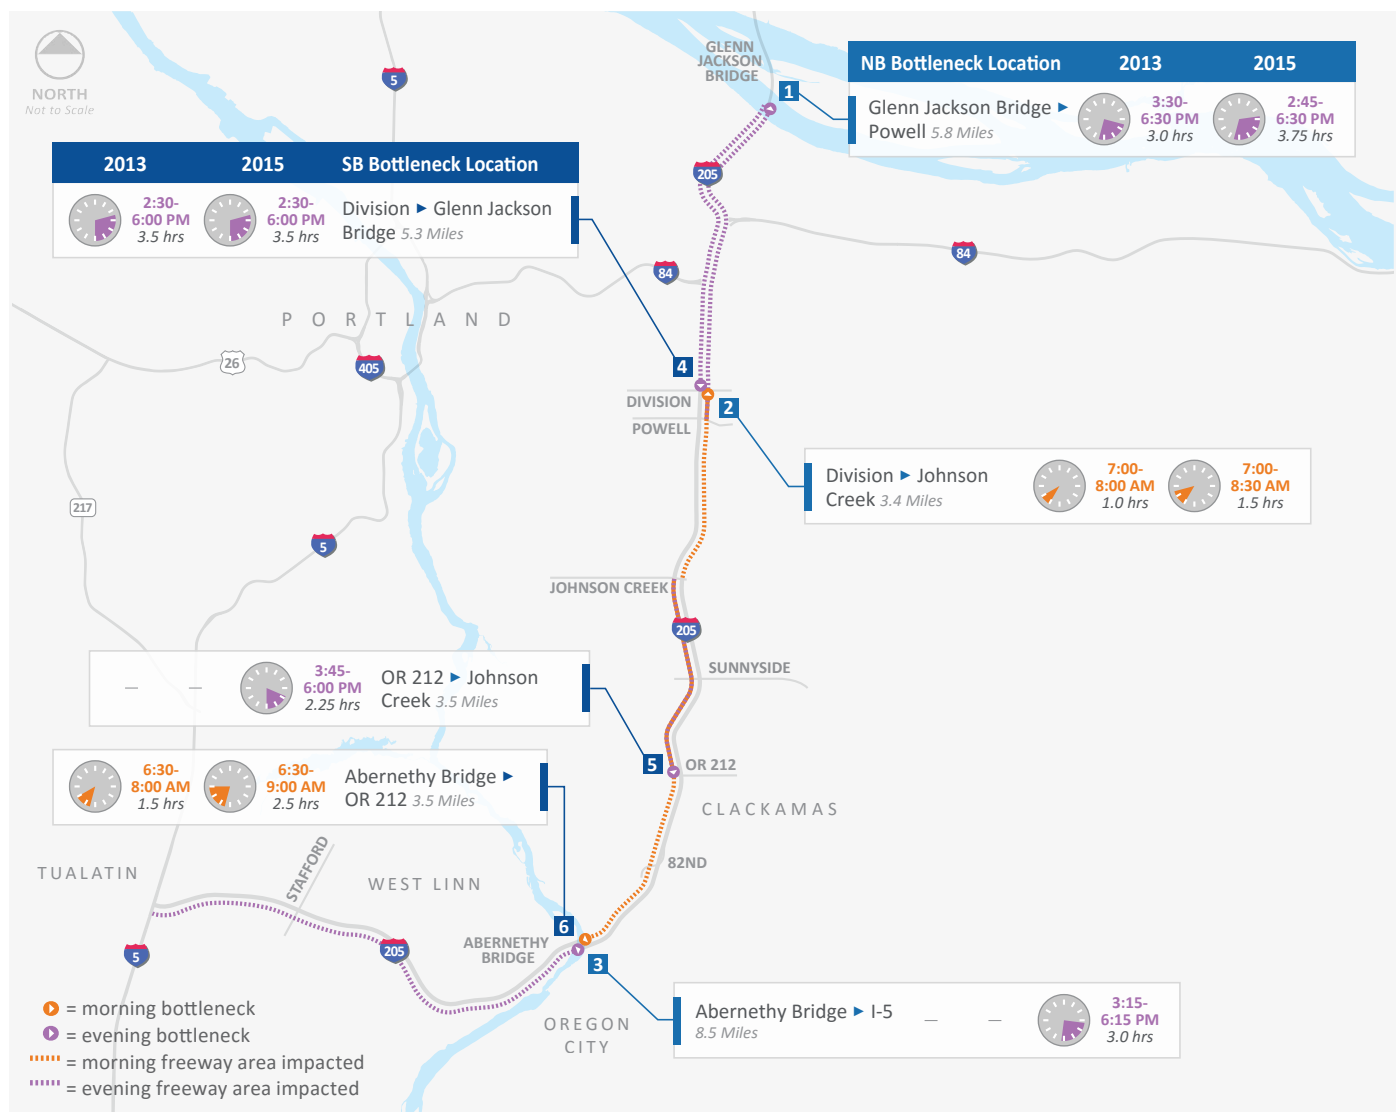 NORTH
Not to Scale
5
GLENN
JACKSON
BRIDGE
1
NB Bottleneck Location 2013 2015
Glenn Jackson Bridge ►
Powell 5.8 Miles
3:30-
6:30 PM
3.0 hrs
2:45-
6:30 PM
3.75 hrs
2013 2015 SB Bottleneck Location
2:30-
6:00 PM
3.5 hrs
2:30-
6:00 PM
3.5 hrs
Division ► Glenn Jackson
Bridge 5.3 Miles
205
84
84
PORTLAND
26
405
4
DIVISION
2
POWELL
Division ► Johnson
Creek 3.4 Miles
7:00-
8:00 AM
1.0 hrs
7:00-
8:30 AM
1.5 hrs
217
5
JOHNSON CREEK
205
SUNNYSIDE
— —
3:45-
6:00 PM
2.25 hrs
OR 212 ► Johnson
Creek 3.5 Miles
5
OR 212
6:30-
8:00 AM
1.5 hrs
6:30-
9:00 AM
2.5 hrs
Abernethy Bridge ►
OR 212 3.5 Miles
CLACKAMAS
82ND
TUALATIN
STAFFORD
WEST LINN
6
ABERNETHY
BRIDGE
205
5
3
Abernethy Bridge ► I-5
8.5 Miles
— —
3:15-
6:15 PM
3.0 hrs
OREGON
CITY
= morning bottleneck
= evening bottleneck
= morning freeway area impacted
= evening freeway area impacted